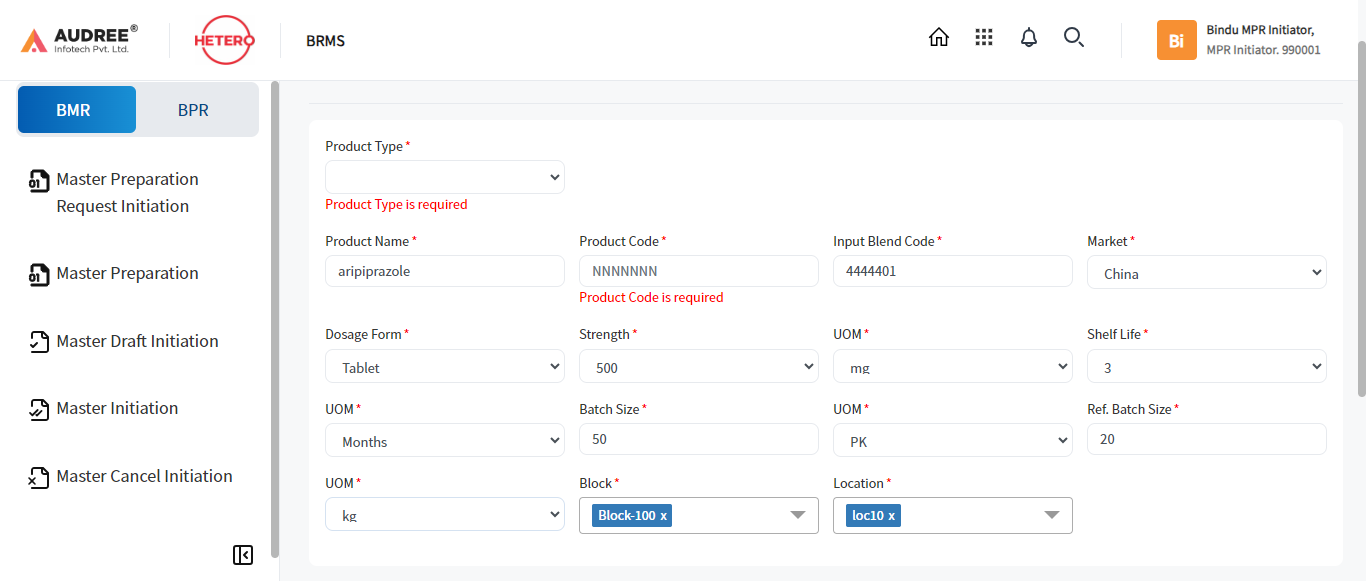 AUDREE®
Infotech Pvt. Ltd.
HETERO
BRMS
Bi
Bindu MPR Initiator,
MPR Initiator. 990001
BMR
BPR
Master Preparation
Request Initiation
Master Preparation
Master Draft Initiation
Master Initiation
Master Cancel Initiation
Product Type *
Product Type is required
Product Name * Product Code * Input Blend Code * Market *
aripiprazole NNNNNNN 4444401 China
Product Code is required
Dosage Form * Strength * UOM * Shelf Life *
Tablet 500 mg 3
UOM * Batch Size * UOM * Ref. Batch Size *
Months 50 PK 20
UOM * Block * Location *
kg Block-100 x loc10 x